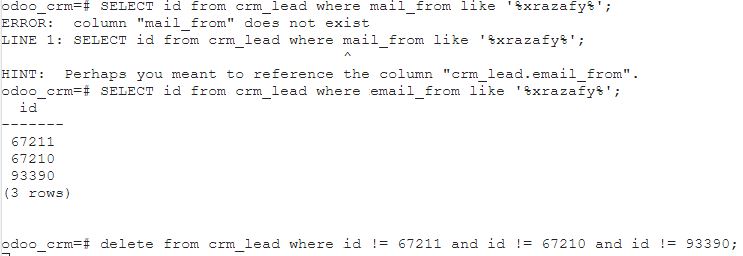 odoo_crm=# SELECT id from crm_lead where mail_from like '%xrazafy%';
ERROR:  column "mail_from" does not exist
LINE 1: SELECT id from crm_lead where mail_from like '%xrazafy%';
                                      ^
HINT:  Perhaps you meant to reference the column "crm_lead.email_from".
odoo_crm=# SELECT id from crm_lead where email_from like '%xrazafy%';
  id
-------
 67211
 67210
 93390
(3 rows)
odoo_crm=# delete from crm_lead where id != 67211 and id != 67210 and id != 93390;